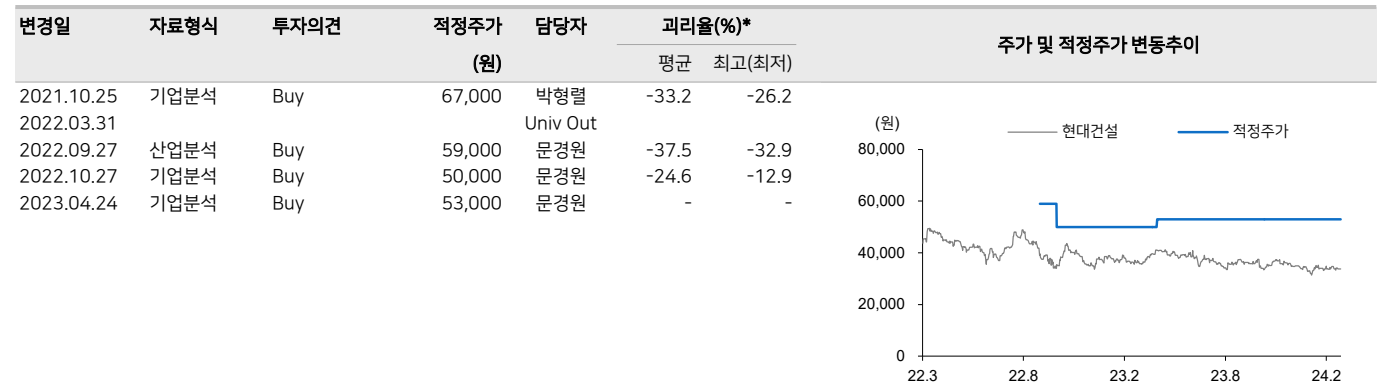 변경일 자료형식 투자의견 적정주가 담당자 괴리율(%)* 주가 및 적정주가 변동추이
(원) 평균 최고(최저)
2021.10.25 기업분석 Buy 67,000 박형렬 -33.2 -26.2
2022.03.31 Univ Out
2022.09.27 산업분석 Buy 59,000 문경원 -37.5 -32.9
2022.10.27 기업분석 Buy 50,000 문경원 -24.6 -12.9
2023.04.24 기업분석 Buy 53,000 문경원 - -
(원) 현대건설 적정주가
80,000
60,000
40,000
20,000
0
22.3 22.8 23.2 23.8 24.2